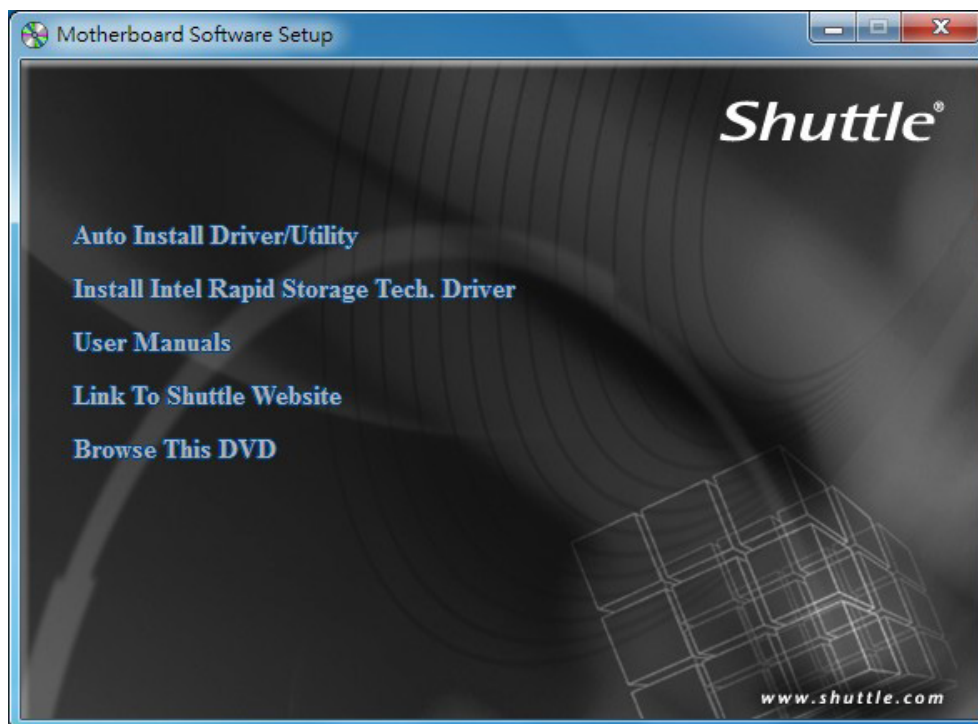 Motherboard Software Setup
Shuttle®
Auto Install Driver/Utility
Install Intel Rapid Storage Tech. Driver
User Manuals
Link To Shuttle Website
Browse This DVD
www.shuttle.com